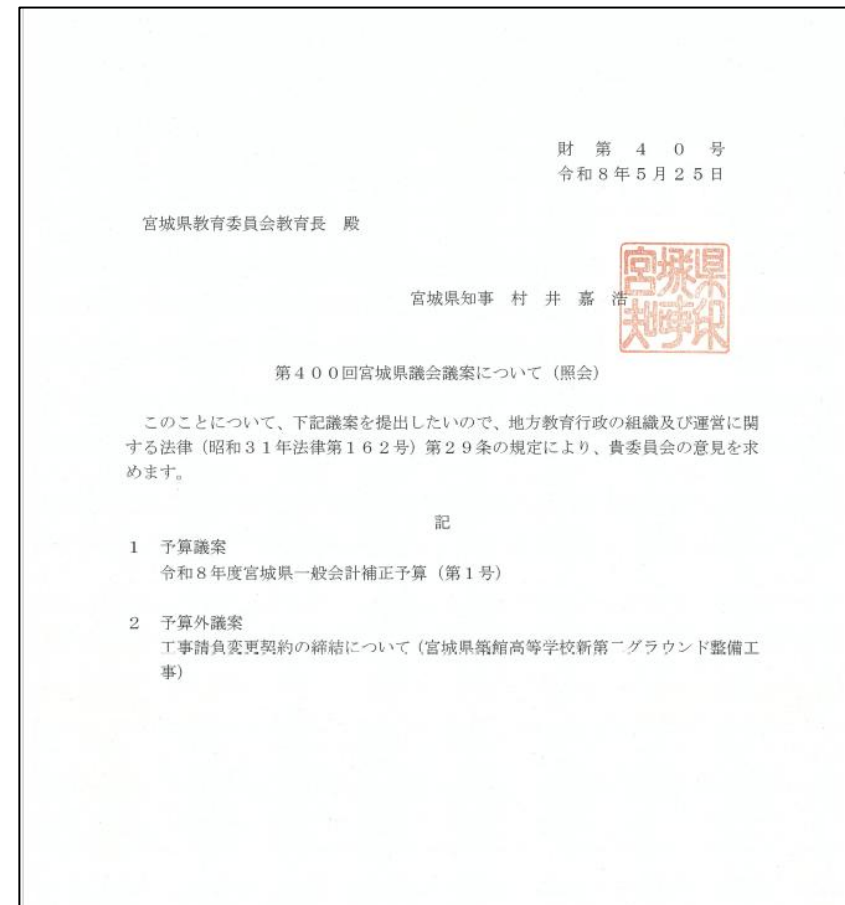 財第４０号
令和８年５月２５日
宮城県教育委員会教育長　殿
宮城県知事　村　井　嘉　浩
宮城県
知事印
第４００回宮城県議会議案について（照会）
このことについて、下記議案を提出したいので、地方教育行政の組織及び運営に関
する法律（昭和３１年法律第１６２号）第２９条の規定により、貴委員会の意見を求
めます。
記
１　予算議案
令和８年度宮城県一般会計補正予算（第１号）
２　予算外議案
工事請負変更契約の締結について（宮城県築館高等学校新第二グラウンド整備工
事）